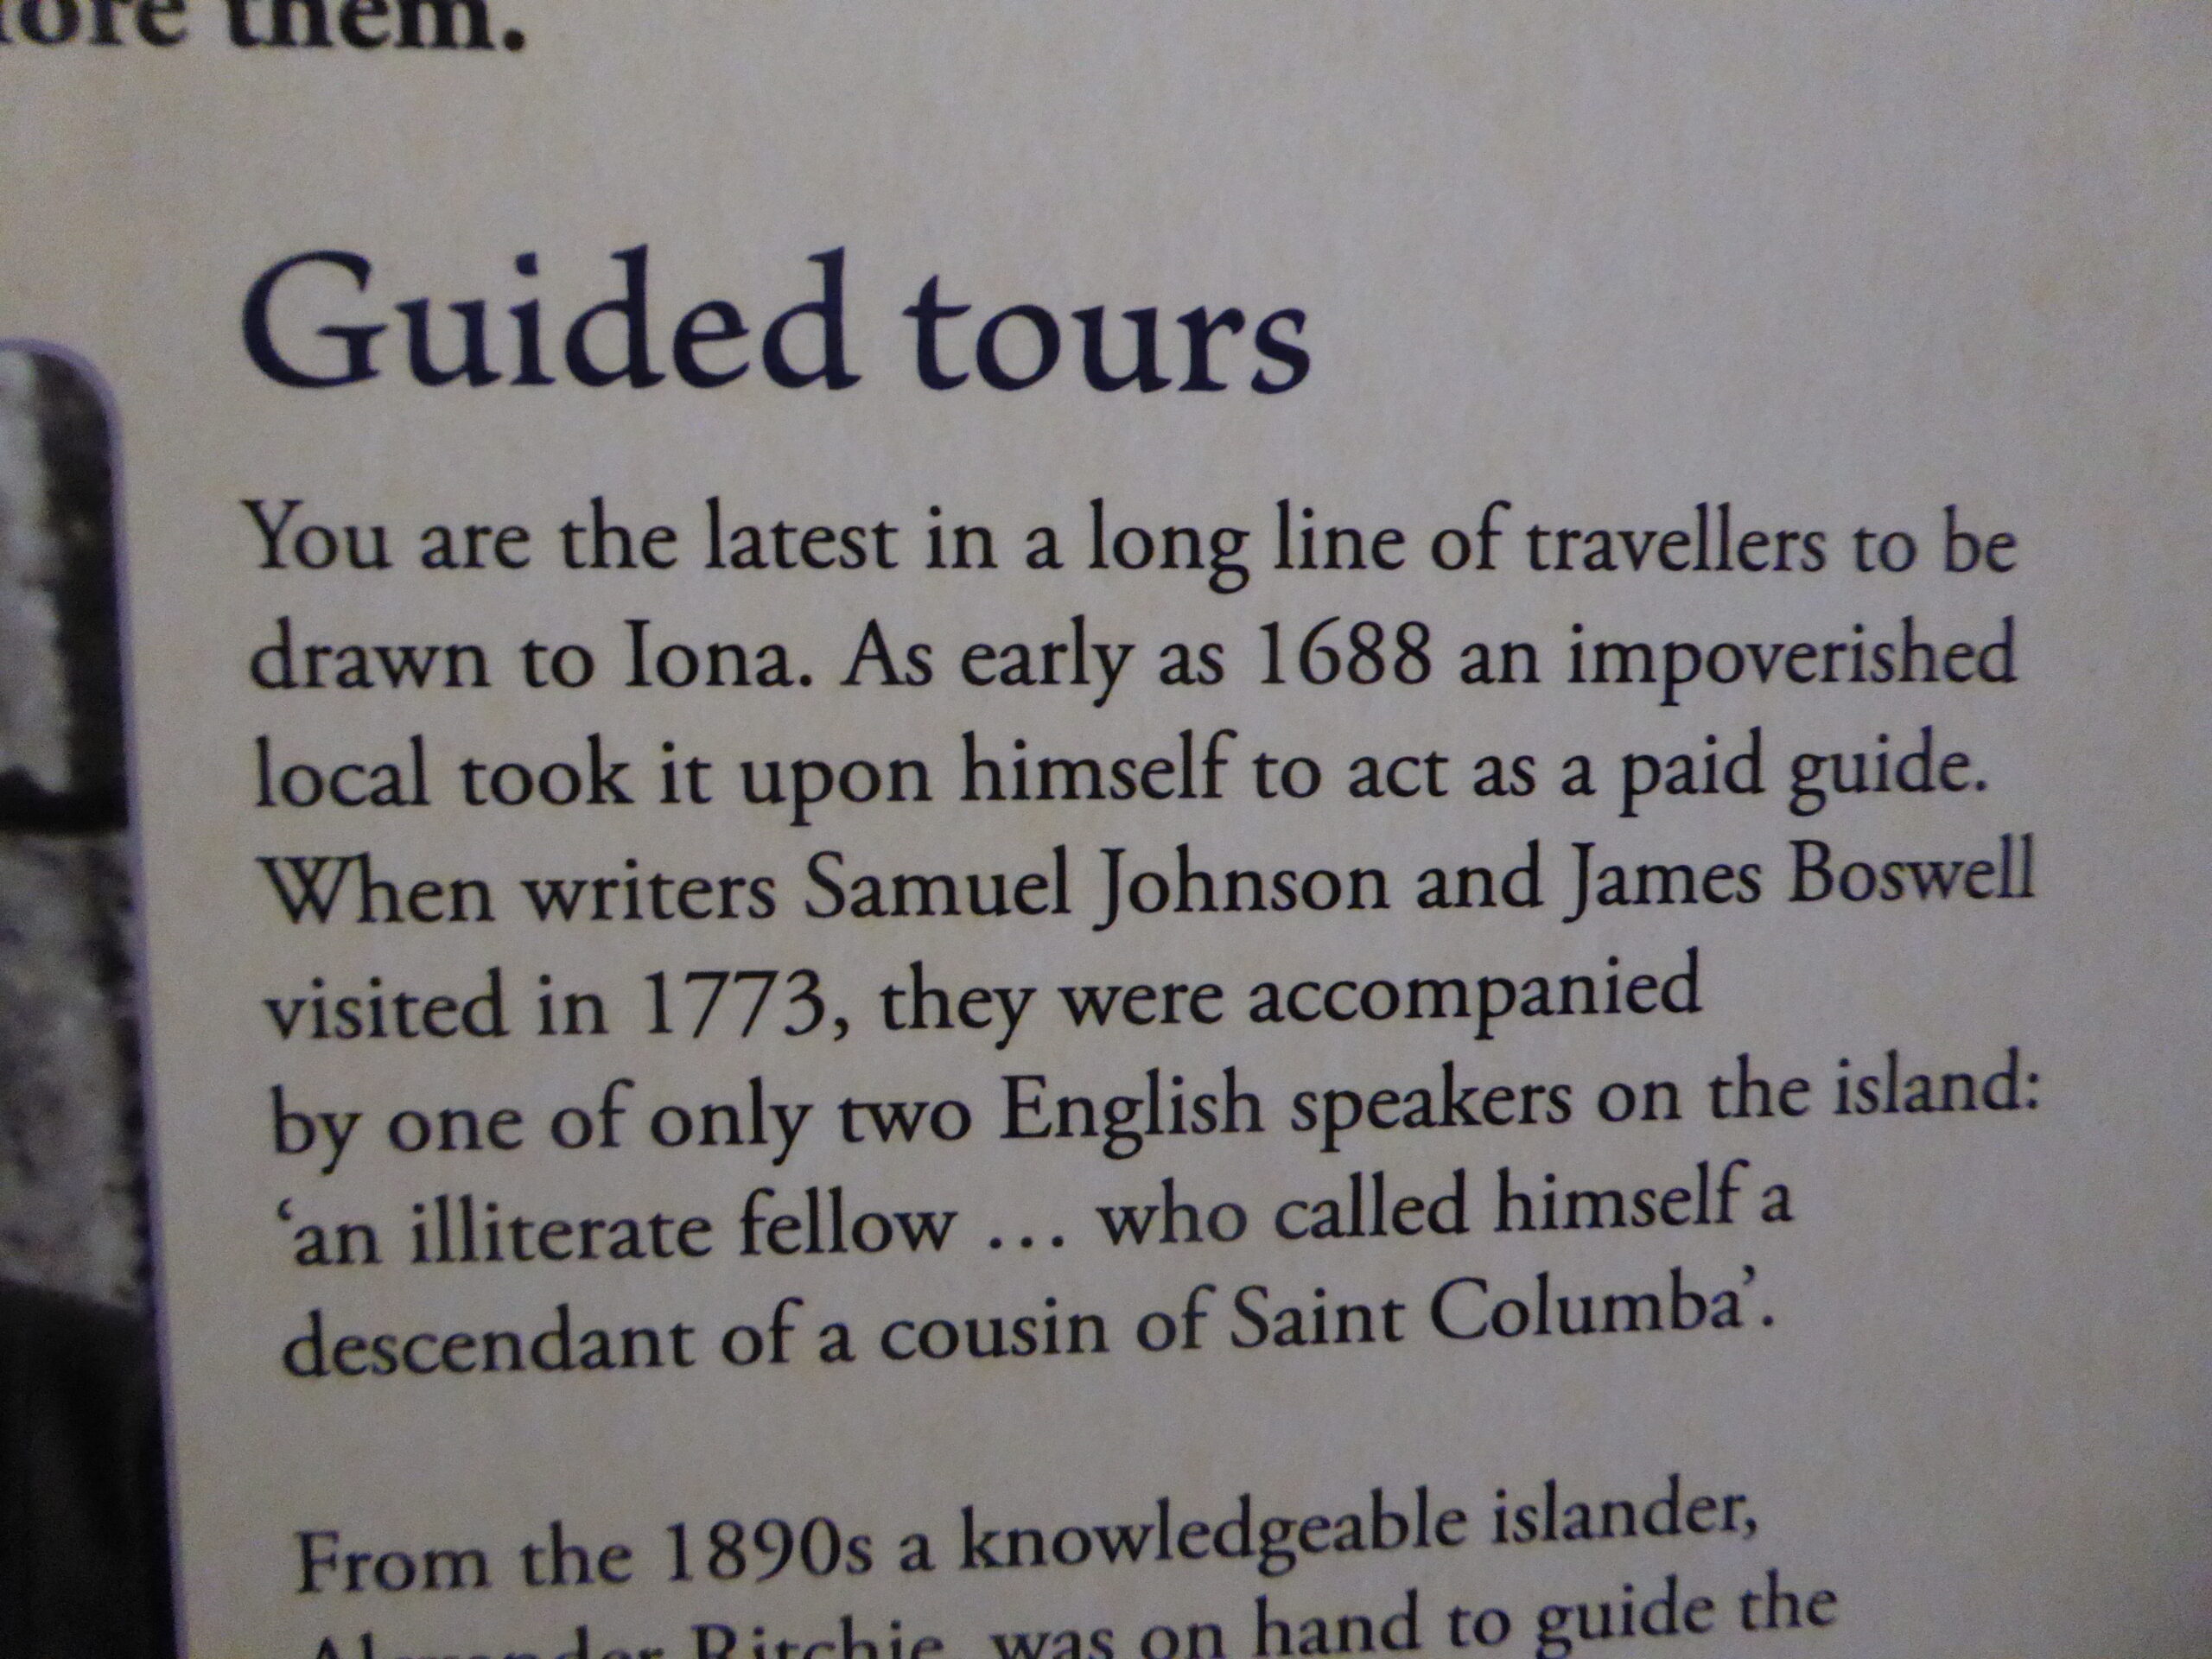 them.
Guided tours
You are the latest in a long line of travellers to be
drawn to Iona. As early as 1688 an impoverished
local took it upon himself to act as a paid guide.
When writers Samuel Johnson and James Boswell
visited in 1773, they were accompanied
by one of only two English speakers on the island:
‘an illiterate fellow … who called himself a
descendant of a cousin of Saint Columba’.
From the 1890s a knowledgeable islander,
Alexander Ritchie, was on hand to guide the